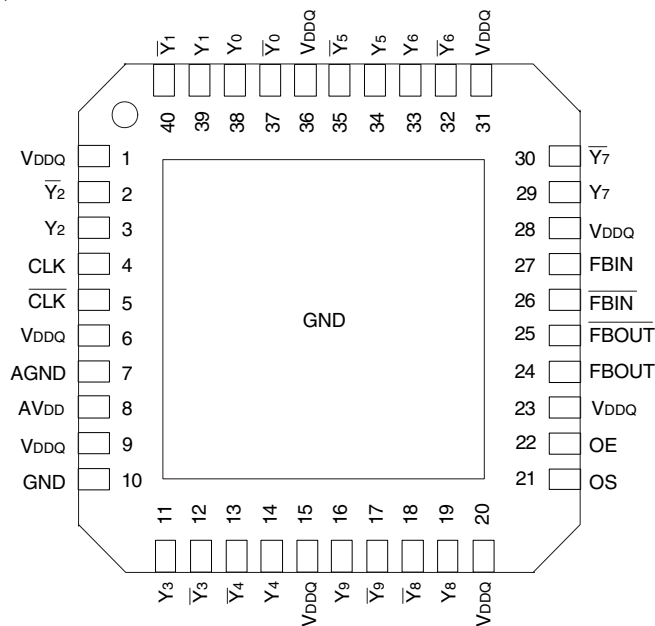 Y̅1 Y1 Y0 Y̅0 VDDQ Y̅5 Y5 Y6 Y̅6 VDDQ
40 39 38 37 36 35 34 33 32 31
VDDQ 1
Y̅2 2
Y2 3
CLK 4
C̅L̅K̅ 5
VDDQ 6
AGND 7
AVDD 8
VDDQ 9
GND 10
GND
30 Y̅7
29 Y7
28 VDDQ
27 FBIN
26 F̅B̅I̅N̅
25 F̅B̅O̅U̅T̅
24 FBOUT
23 VDDQ
22 OE
21 OS
11 12 13 14 15 16 17 18 19 20
Y3 Y̅3 Y̅4 Y4 VDDQ Y9 Y̅9 Y̅8 Y8 VDDQ